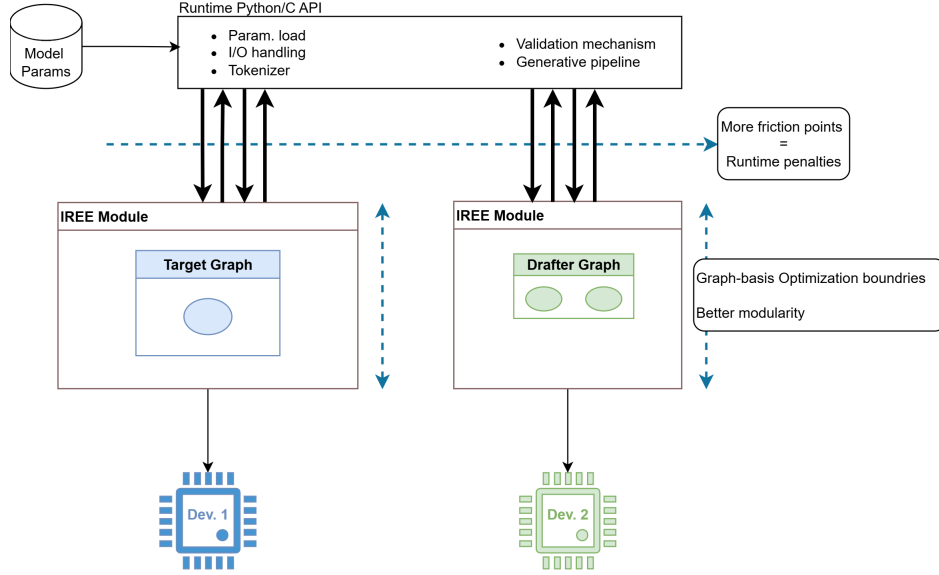 Runtime Python/C API
Model
Params
Param. load
I/O handling
Tokenizer
Validation mechanism
Generative pipeline
More friction points
=
Runtime penalties
IREE Module
Target Graph
IREE Module
Drafter Graph
Graph-basis Optimization boundries
Better modularity
Dev. 1
Dev. 2